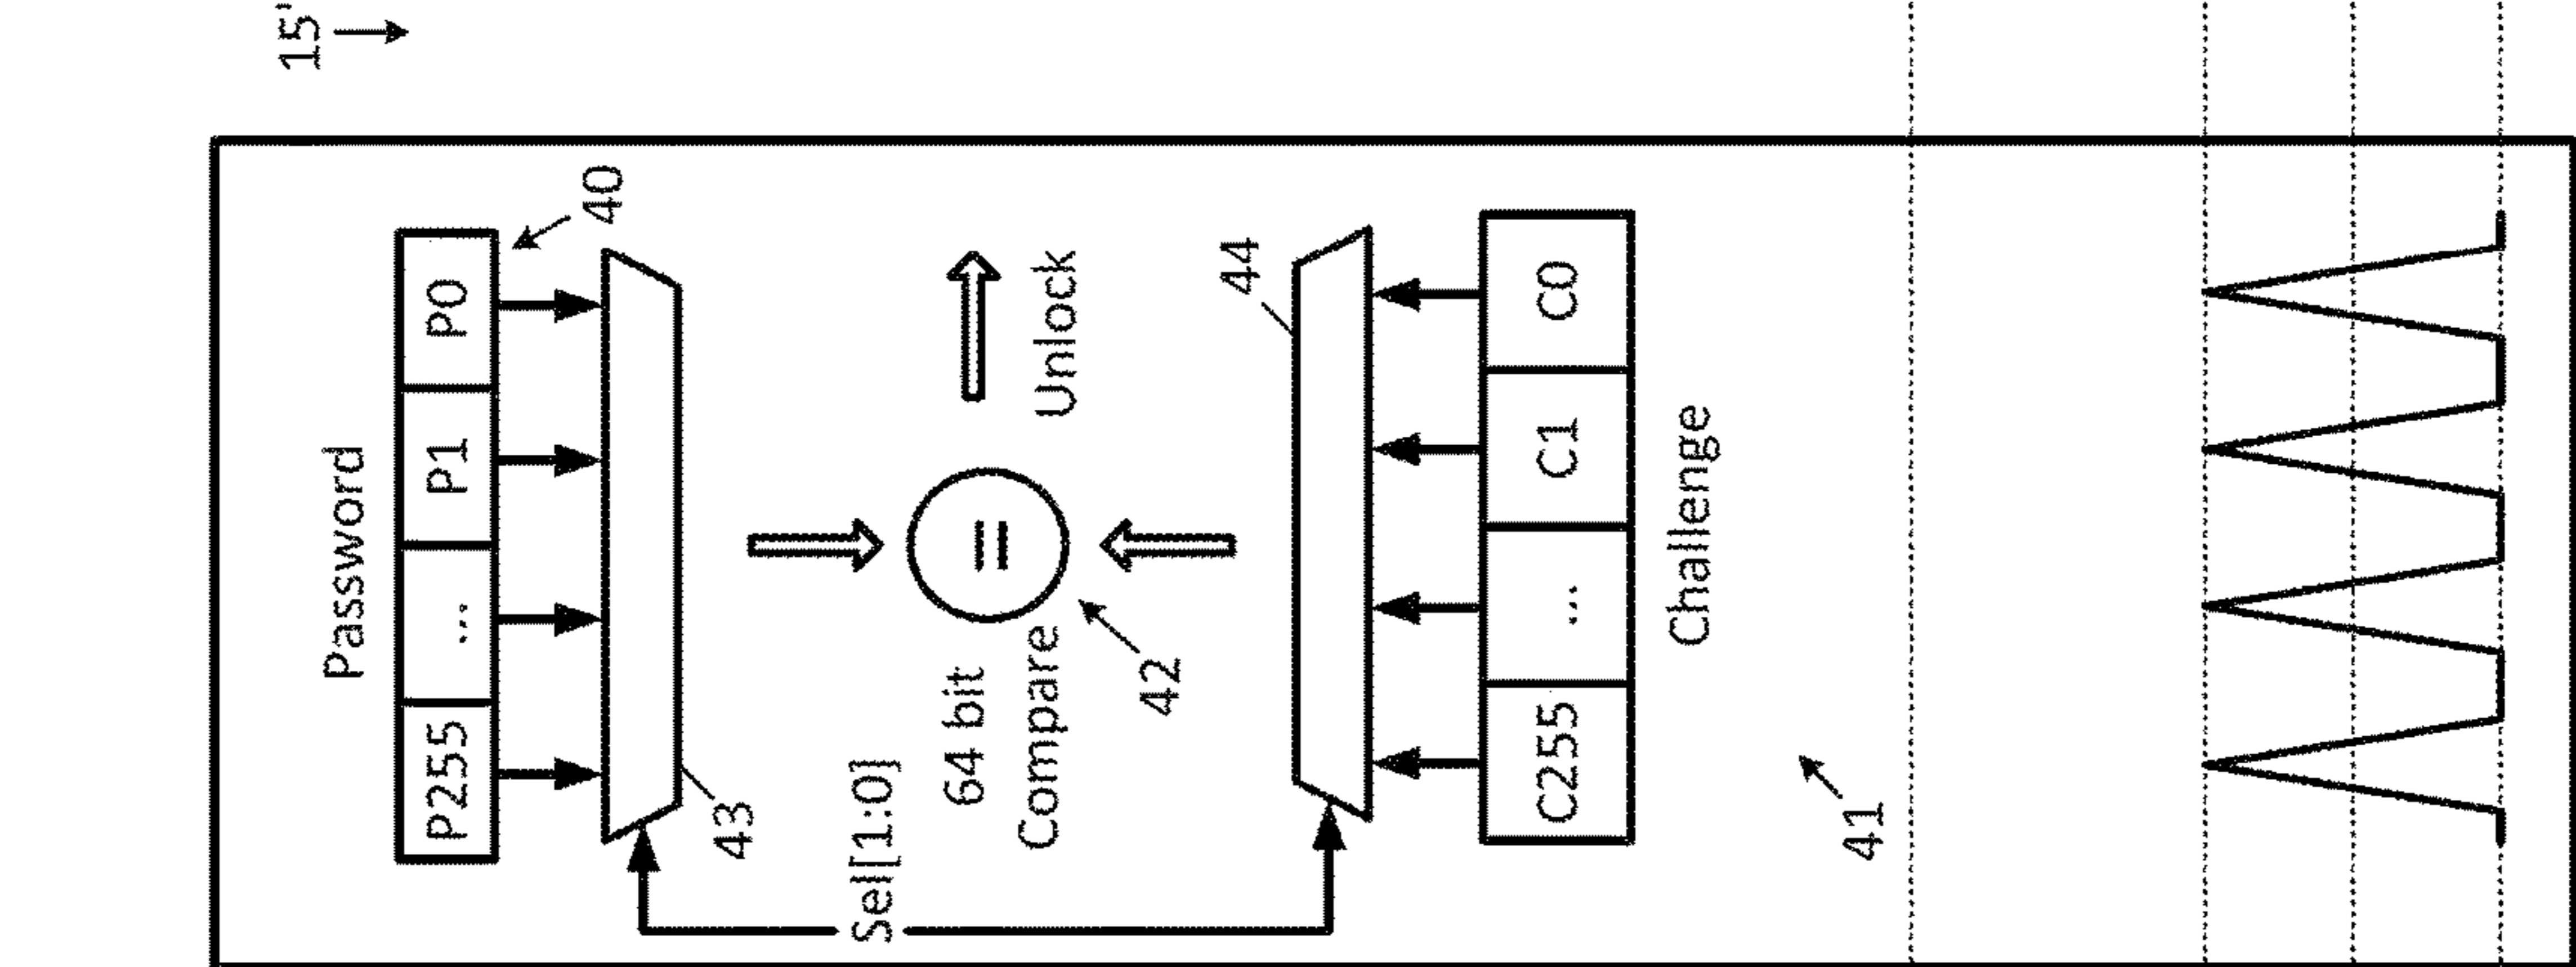 15'
Password
P255 ... P1 P0
40
43
Sel[1:0]
64 bit
Compare
42
Unlock
44
C255 ... C1 C0
Challenge
41